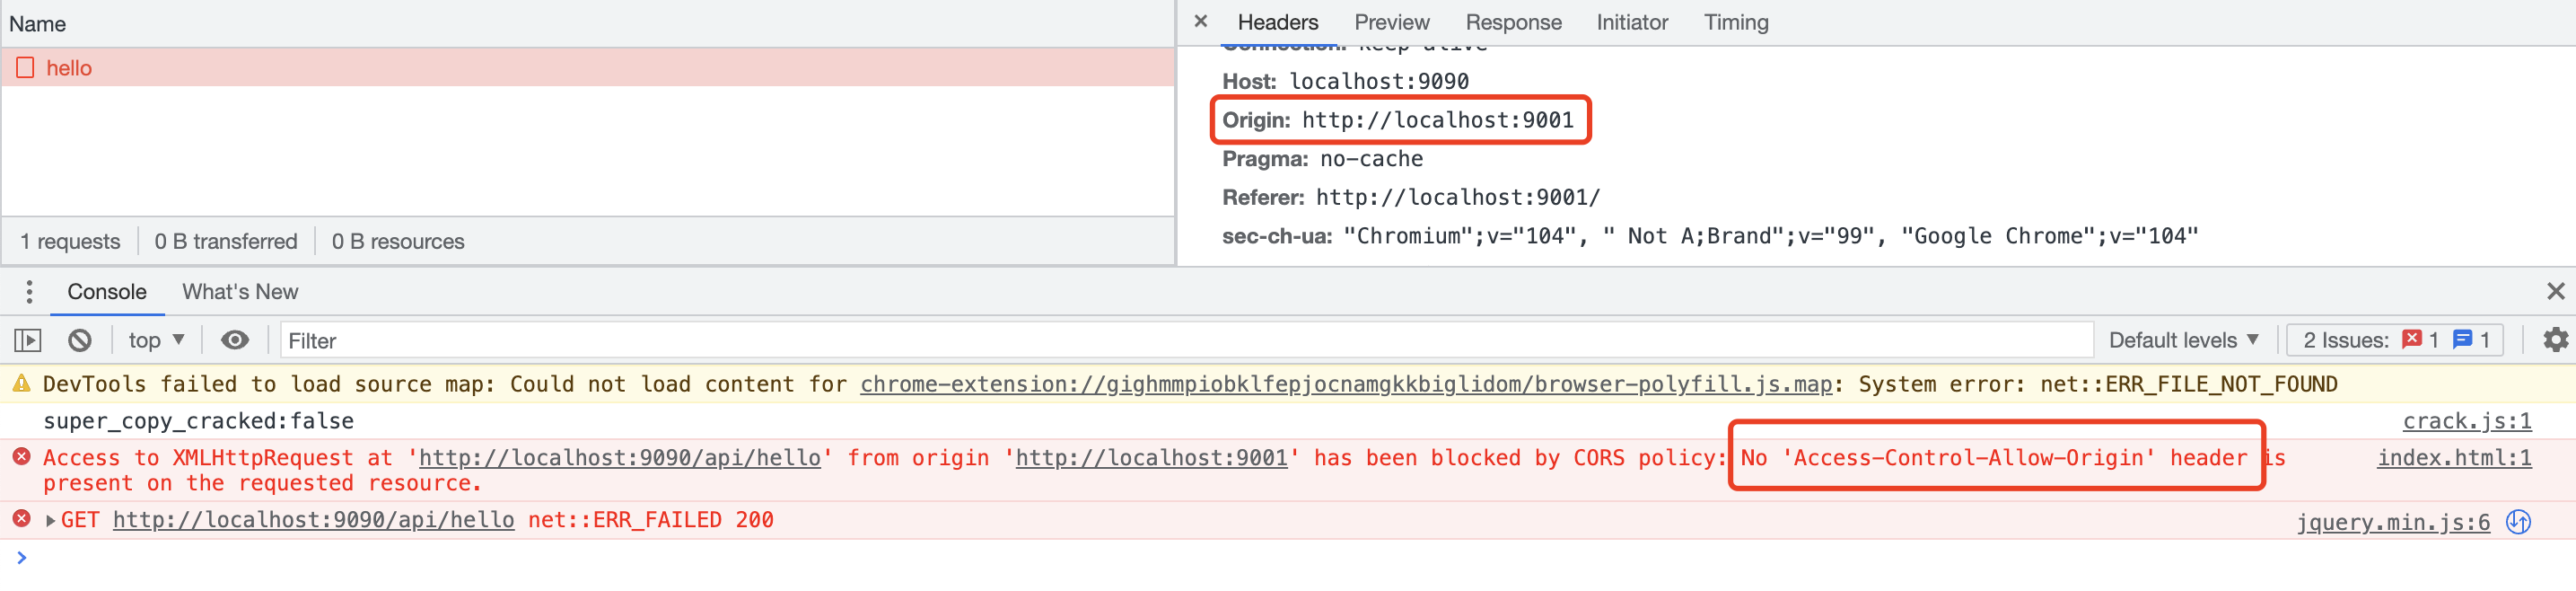 Name
hello
1 requests
0 B transferred
0 B resources
Headers
Preview
Response
Initiator
Timing
Connection: keep-alive
Host: localhost:9090
Origin: http://localhost:9001
Pragma: no-cache
Referer: http://localhost:9001/
sec-ch-ua: "Chromium";v="104", " Not A;Brand";v="99", "Google Chrome";v="104"
Console
What's New
top
Filter
Default levels
2 Issues: 1 1
DevTools failed to load source map: Could not load content for chrome-extension://gighmmpiobklfepjocnamgkkbiglidom/browser-polyfill.js.map: System error: net::ERR_FILE_NOT_FOUND
super_copy_cracked:false
crack.js:1
Access to XMLHttpRequest at 'http://localhost:9090/api/hello' from origin 'http://localhost:9001' has been blocked by CORS policy: No 'Access-Control-Allow-Origin' header is
index.html:1
present on the requested resource.
GET http://localhost:9090/api/hello net::ERR_FAILED 200
jquery.min.js:6